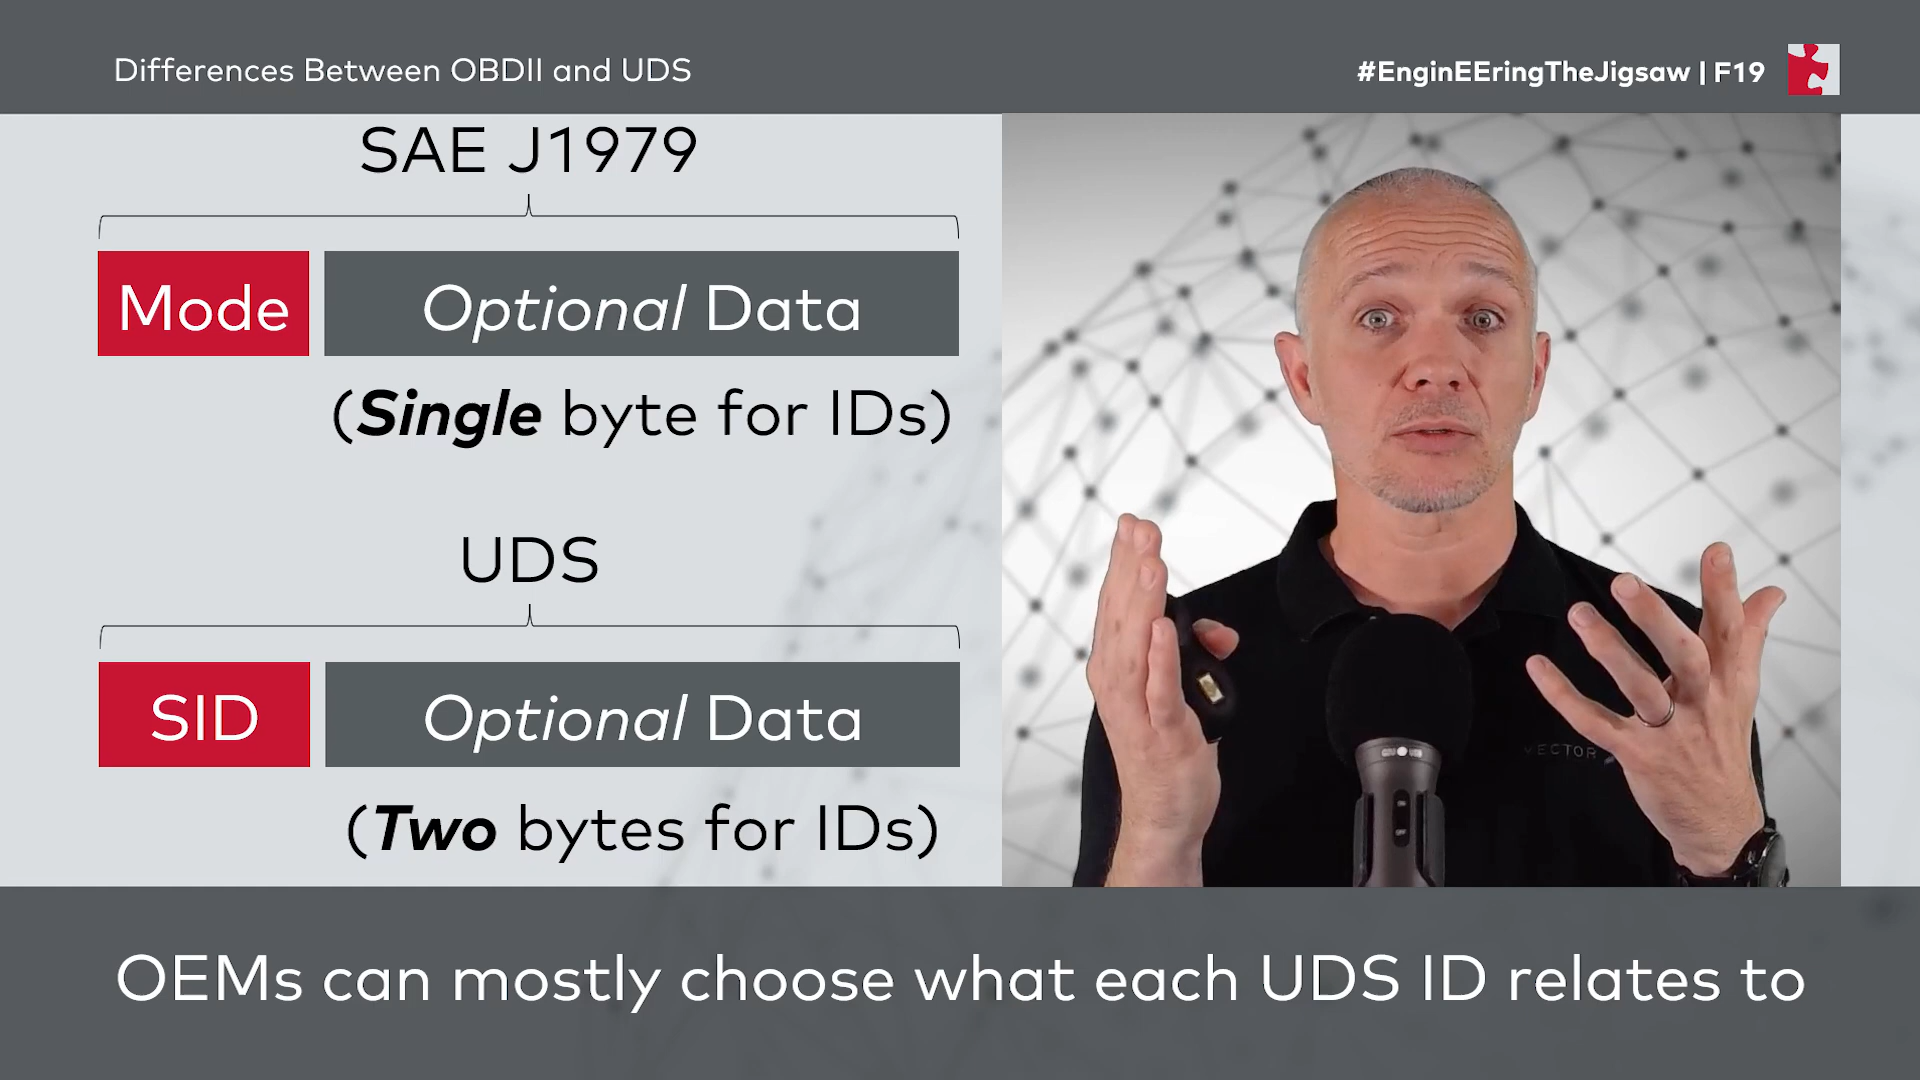 Differences Between OBDII and UDS
#EnginEEringTheJigsaw | F19
SAE J1979
Mode
Optional Data
(Single byte for IDs)
UDS
SID
Optional Data
(Two bytes for IDs)
VECTOR
OEMs can mostly choose what each UDS ID relates to